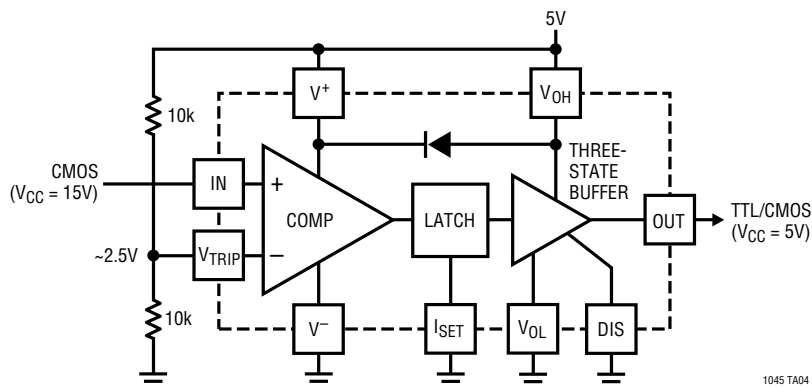 5V
V+
VOH
10k
THREE-
STATE
BUFFER
CMOS
(VCC = 15V)
IN
+
COMP
LATCH
OUT
TTL/CMOS
(VCC = 5V)
~2.5V
VTRIP
–
10k
V–
ISET
VOL
DIS
1045 TA04